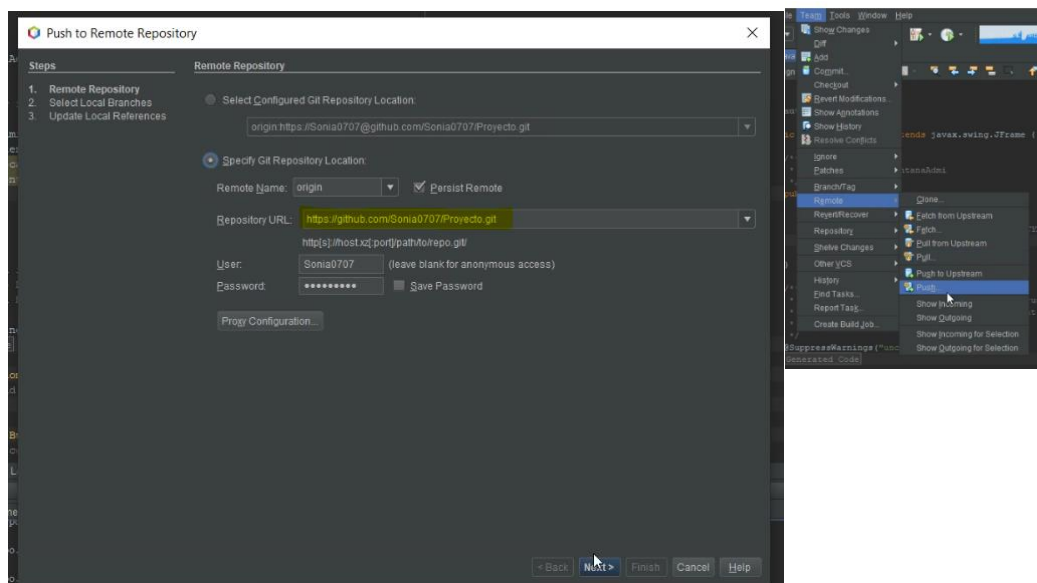 Push to Remote Repository
Steps
1. Remote Repository
2. Select Local Branches
3. Update Local References
Remote Repository
Select Configured Git Repository Location:
origin:https://Sonia0707@github.com/Sonia0707/Proyecto.git
Specify Git Repository Location:
Remote Name: origin Persist Remote
Repository URL: https://github.com/Sonia0707/Proyecto.git
http[s]://host.xz[:port]/path/to/repo.git/
User: Sonia0707 (leave blank for anonymous access)
Password: ●●●●●●●●● Save Password
Proxy Configuration...
< Back Next > Finish Cancel Help
Team Tools Window Help
Show Changes
Diff
Add
Commit...
Checkout
Revert Modifications...
Show Annotations
Show History
Resolve Conflicts
Ignore
Patches
Branch/Tag
Remote
Revert/Recover
Repository
Shelve Changes
Other VCS
History
Find Tasks...
Report Task...
Create Build Job...
Clone...
Fetch from Upstream
Fetch...
Pull from Upstream
Pull...
Push to Upstream
Push...
Show Incoming
Show Outgoing
Show Incoming for Selection
Show Outgoing for Selection
tends javax.swing.JFrame {
ntanaAdmi
@SuppressWarnings("unc
Generated Code